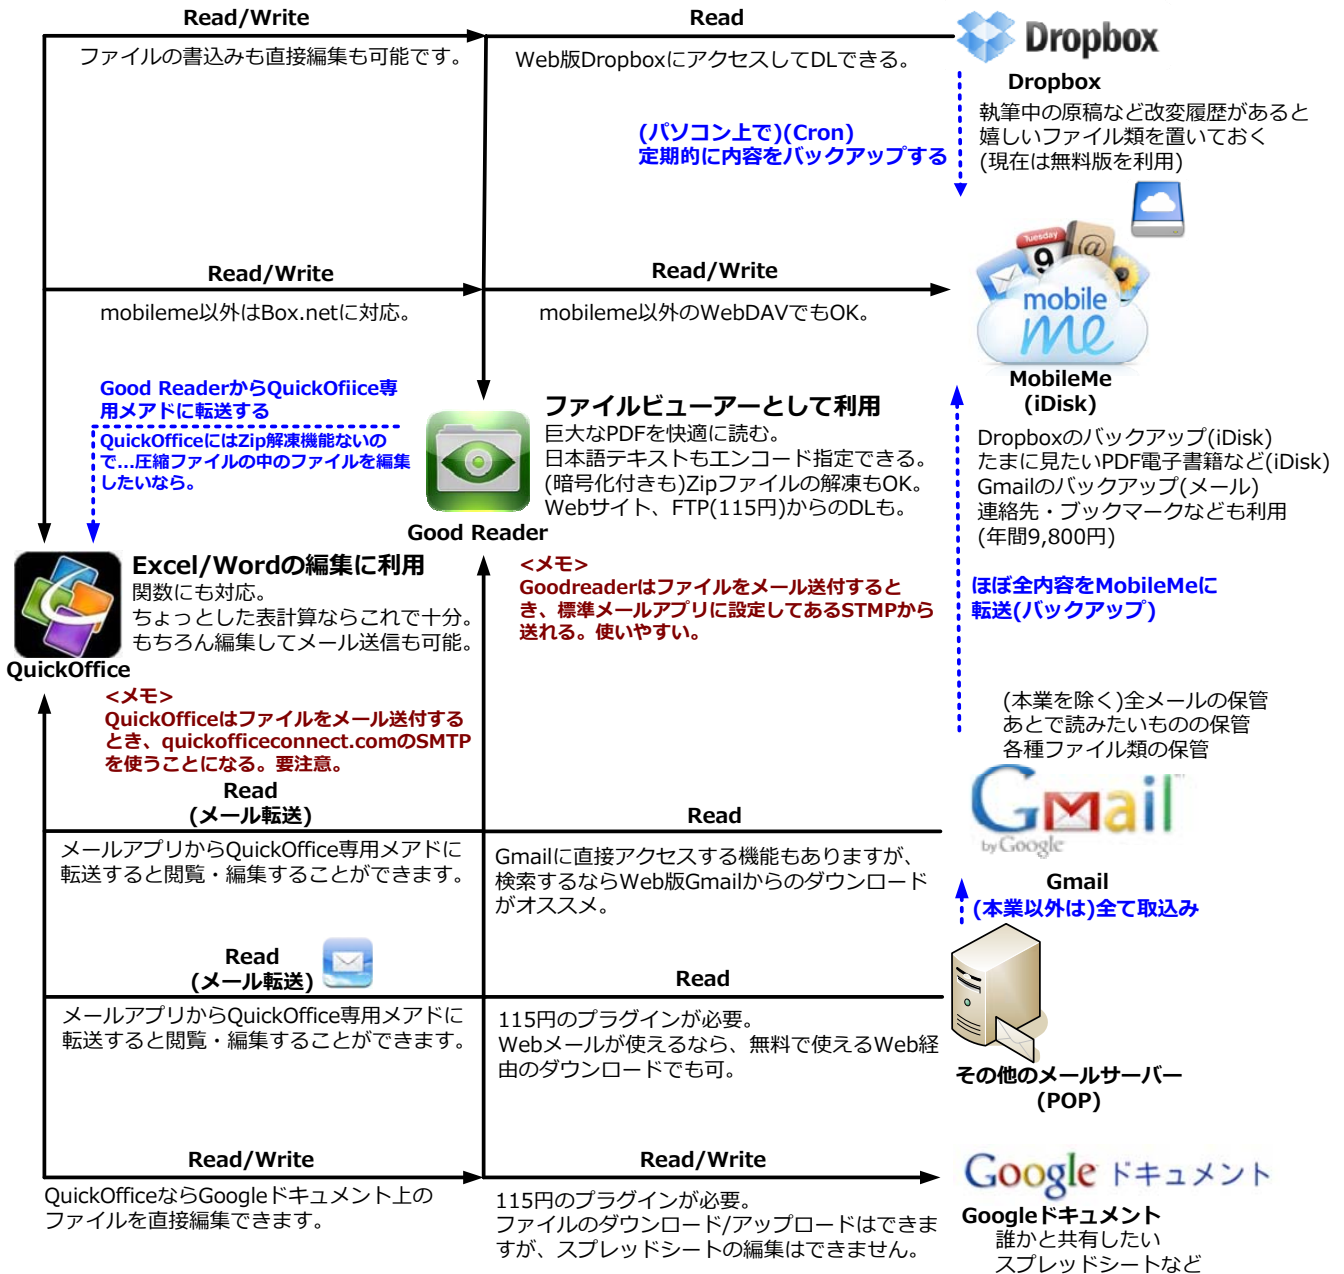 Read/Write
ファイルの書込みも直接編集も可能です。
Read
Web版DropboxにアクセスしてDLできる。
Dropbox
Dropbox
執筆中の原稿など改変履歴があると
嬉しいファイル類を置いておく
(現在は無料版を利用)
(パソコン上で)(Cron)
定期的に内容をバックアップする
Read/Write
mobileme以外はBox.netに対応。
Read/Write
mobileme以外のWebDAVでもOK。
Tuesday
9
@
mobile
me
MobileMe
(iDisk)
Dropboxのバックアップ(iDisk)
たまに見たいPDF電子書籍など(iDisk)
Gmailのバックアップ(メール)
連絡先・ブックマークなども利用
(年間9,800円)
Good ReaderからQuickOfiice専
用メアドに転送する
QuickOfficeにはZip解凍機能ないの
で…圧縮ファイルの中のファイルを編集
したいなら。
ファイルビューアーとして利用
巨大なPDFを快適に読む。
日本語テキストもエンコード指定できる。
(暗号化付きも)Zipファイルの解凍もOK。
Webサイト、FTP(115円)からのDLも。
Good Reader
Excel/Wordの編集に利用
関数にも対応。
ちょっとした表計算ならこれで十分。
もちろん編集してメール送信も可能。
QuickOffice
<メモ>
Goodreaderはファイルをメール送付すると
き、標準メールアプリに設定してあるSTMPから
送れる。使いやすい。
ほぼ全内容をMobileMeに
転送(バックアップ)
<メモ>
QuickOfficeはファイルをメール送付する
とき、quickofficeconnect.comのSMTP
を使うことになる。要注意。
(本業を除く)全メールの保管
あとで読みたいものの保管
各種ファイル類の保管
Gmail
by Google
Gmail
Read
(メール転送)
メールアプリからQuickOffice専用メアドに
転送すると閲覧・編集することができます。
Read
Gmailに直接アクセスする機能もありますが、
検索するならWeb版Gmailからのダウンロード
がオススメ。
(本業以外は)全て取込み
Read
(メール転送)
メールアプリからQuickOffice専用メアドに
転送すると閲覧・編集することができます。
Read
115円のプラグインが必要。
Webメールが使えるなら、無料で使えるWeb経
由のダウンロードでも可。
その他のメールサーバー
(POP)
Read/Write
QuickOfficeならGoogleドキュメント上の
ファイルを直接編集できます。
Read/Write
115円のプラグインが必要。
ファイルのダウンロード/アップロードはできま
すが、スプレッドシートの編集はできません。
Google ドキュメント
Googleドキュメント
誰かと共有したい
スプレッドシートなど